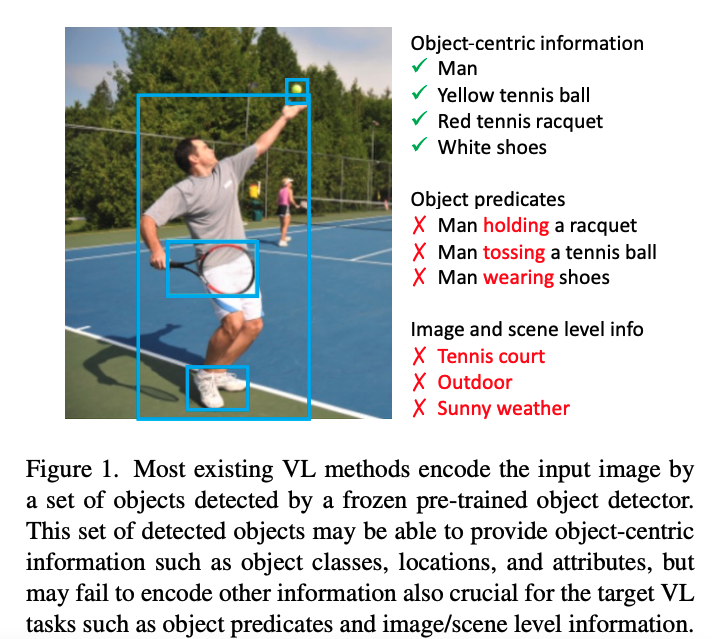 Object-centric information
✓ Man
✓ Yellow tennis ball
✓ Red tennis racquet
✓ White shoes
Object predicates
✗ Man holding a racquet
✗ Man tossing a tennis ball
✗ Man wearing shoes
Image and scene level info
✗ Tennis court
✗ Outdoor
✗ Sunny weather
Figure 1. Most existing VL methods encode the input image by
a set of objects detected by a frozen pre-trained object detector.
This set of detected objects may be able to provide object-centric
information such as object classes, locations, and attributes, but
may fail to encode other information also crucial for the target VL
tasks such as object predicates and image/scene level information.